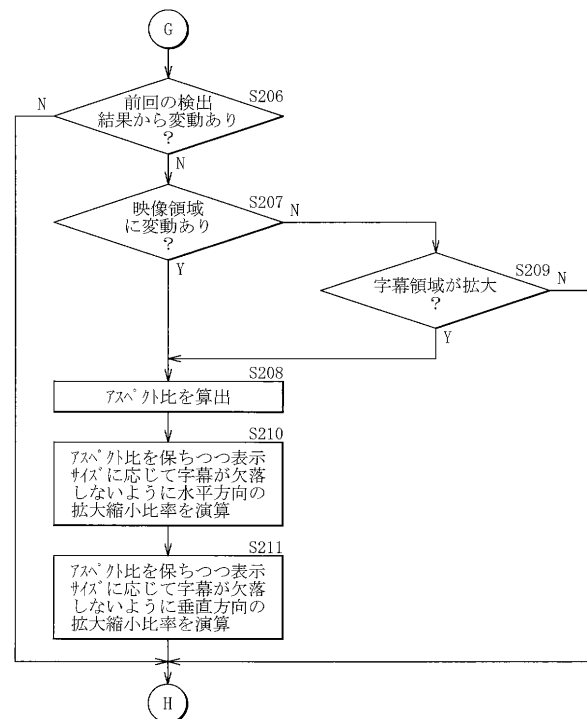 G
S206
N
前回の検出
結果から変動あり
?
N
S207
映像領域
に変動あり
?
N
Y
S209
字幕領域が拡大
?
N
Y
S208
アスペクト比を算出
S210
アスペクト比を保ちつつ表示
サイズに応じて字幕が欠落
しないように水平方向の
拡大縮小比率を演算
S211
アスペクト比を保ちつつ表示
サイズに応じて字幕が欠落
しないように垂直方向の
拡大縮小比率を演算
H